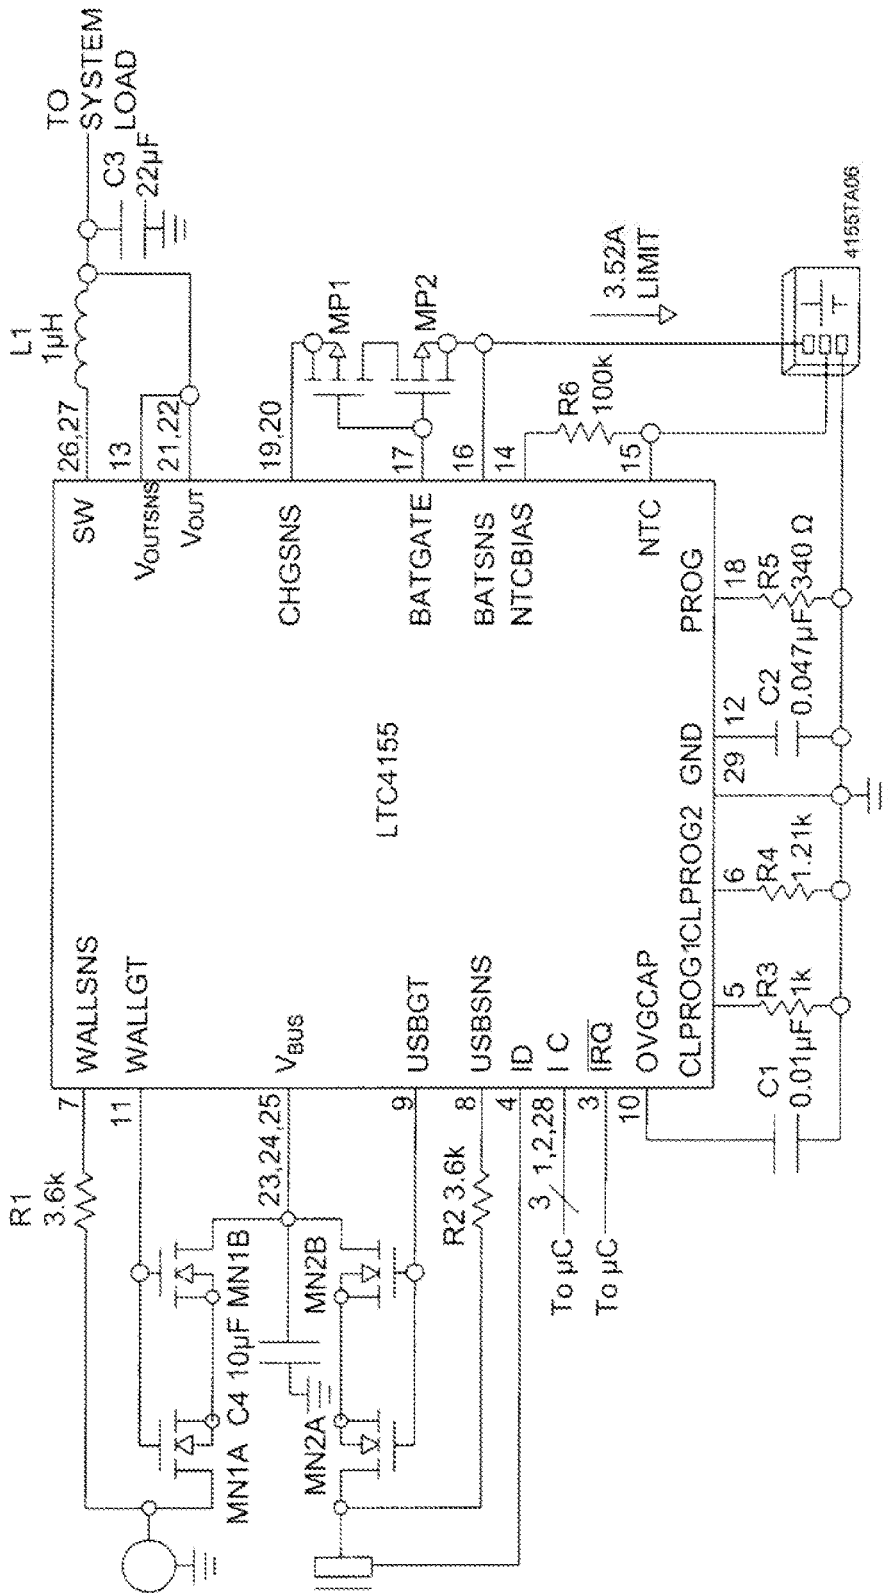 TO
SYSTEM
LOAD
L1
1µH
C3
22µF
26,27
13
21,22
19,20
17
16
14
15
SW
VOUTSNS
VOUT
CHGSNS
BATGATE
BATSNS
NTCBIAS
NTC
MP1
MP2
3.52A
LIMIT
R6
100k
4155TA06
LTC4155
PROG
18
R5
340 Ω
GND
12
29
C2
0.047µF
CLPROG2
6
R4
1.21k
CLPROG1
5
R3
1k
C1
0.01µF
WALLSNS
WALLGT
VBUS
USBGT
USBSNS
ID
I C
IRQ
OVGCAP
7
11
23,24,25
9
8
4
1,2,28
3
10
R1
3.6k
MN1A C4 10µF MN1B
MN2A
MN2B
R2 3.6k
3
To µC
To µC